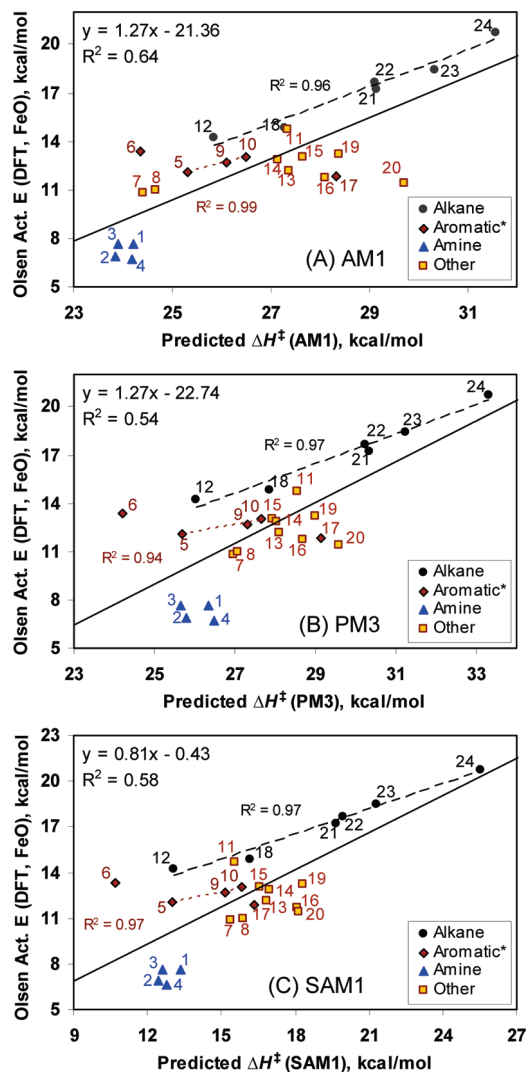 y = 1.27x - 21.36
R² = 0.64
Olsen Act. E (DFT, FeO), kcal/mol
20
17
14
11
8
5
24
22
23
21
R² = 0.96
12
18
11
6
5
9
10
14
15
19
13
16
17
20
7
8
R² = 0.99
3
1
2
4
Alkane
Aromatic*
Amine
Other
(A) AM1
23 25 27 29 31
Predicted ΔH‡ (AM1), kcal/mol
y = 1.27x - 22.74
R² = 0.54
Olsen Act. E (DFT, FeO), kcal/mol
20
17
14
11
8
5
24
22
23
21
R² = 0.97
12
18
11
6
5
9
10
15
14
19
13
16
17
20
7
8
R² = 0.94
3
1
2
4
Alkane
Aromatic*
Amine
Other
(B) PM3
23 25 27 29 31 33
Predicted ΔH‡ (PM3), kcal/mol
y = 0.81x - 0.43
R² = 0.58
Olsen Act. E (DFT, FeO), kcal/mol
23
20
17
14
11
8
5
24
23
21
22
R² = 0.97
12
18
11
6
5
9
10
15
14
19
17
13
16
20
7
8
R² = 0.97
3
1
2
4
Alkane
Aromatic*
Amine
Other
(C) SAM1
9 12 15 18 21 24 27
Predicted ΔH‡ (SAM1), kcal/mol